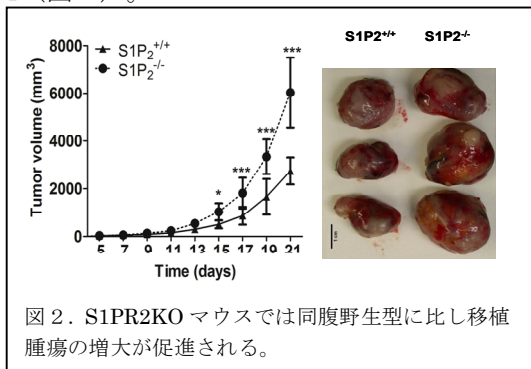 S1P2+/+
S1P2-/-
Tumor volume (mm3)
8000
6000
4000
2000
0
*
***
***
***
5 7 9 11 13 15 17 19 21
Time (days)
S1P2+/+ S1P2-/-
1 cm
図２. S1PR2KO マウスでは同腹野生型に比し移植
腫瘍の増大が促進される。